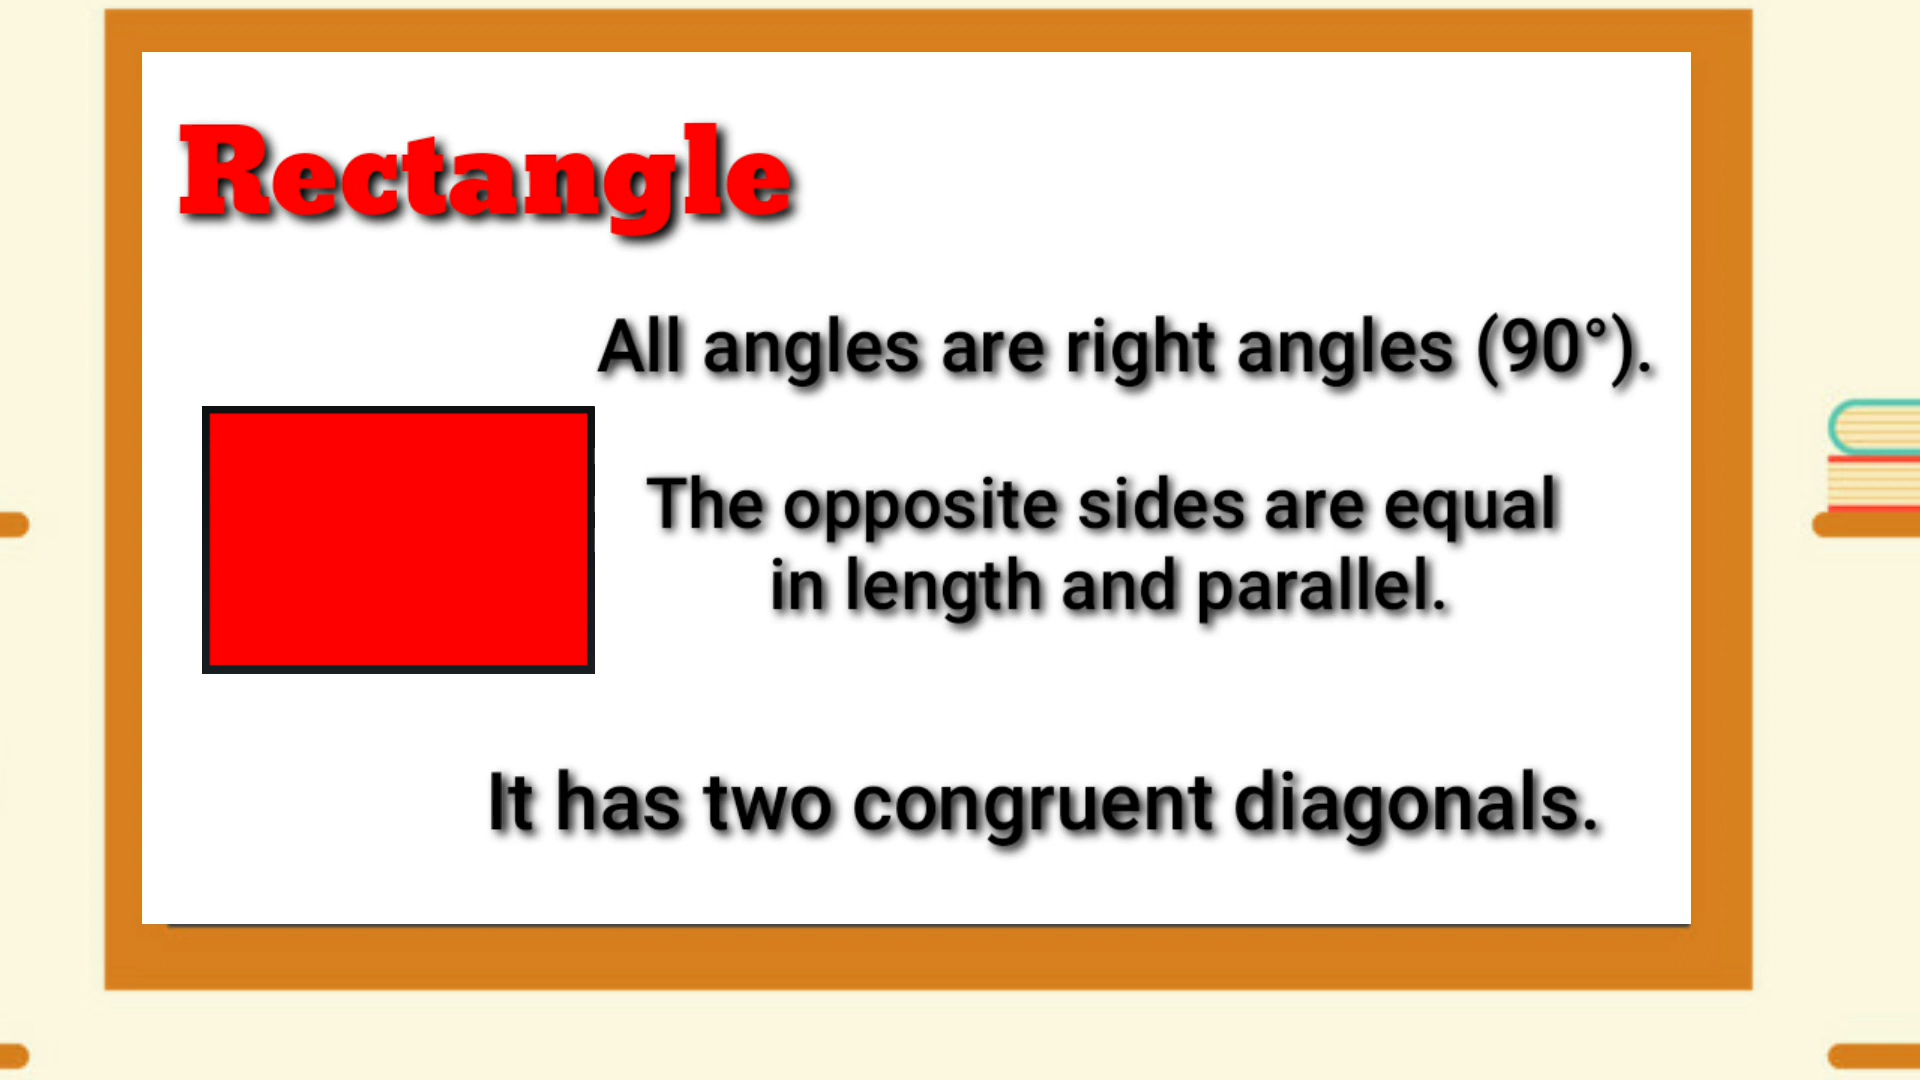 Rectangle
All angles are right angles (90°).
The opposite sides are equal
in length and parallel.
It has two congruent diagonals.